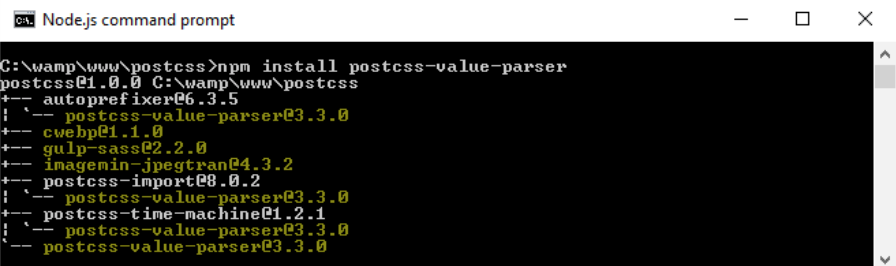 Node.js command prompt
C:\wamp\www\postcss>npm install postcss-value-parser
postcss@1.0.0 C:\wamp\www\postcss
+-- autoprefixer@6.3.5
¦ `-- postcss-value-parser@3.3.0
+-- cwebp@1.1.0
+-- gulp-sass@2.2.0
+-- imagemin-jpegtran@4.3.2
+-- postcss-import@8.0.2
¦ `-- postcss-value-parser@3.3.0
+-- postcss-time-machine@1.2.1
¦ `-- postcss-value-parser@3.3.0
`-- postcss-value-parser@3.3.0